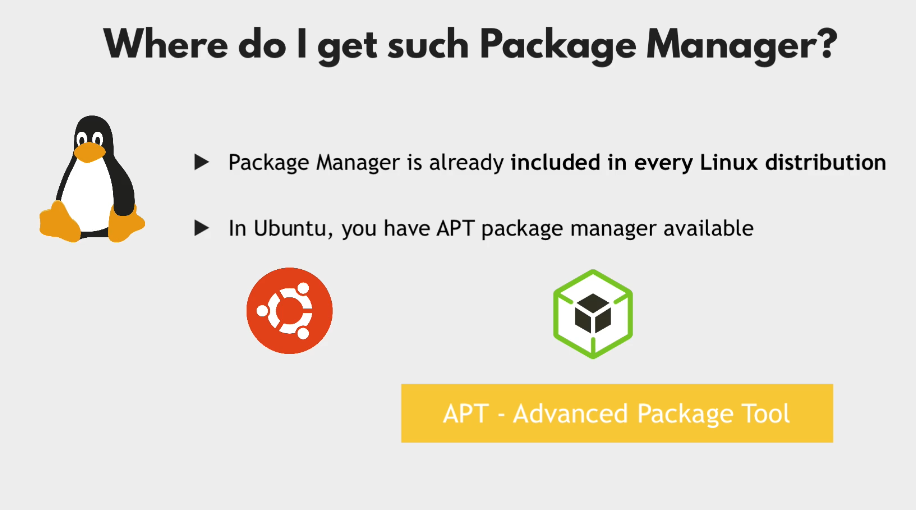 Where do I get such Package Manager?
Package Manager is already included in every Linux distribution
In Ubuntu, you have APT package manager available
APT - Advanced Package Tool